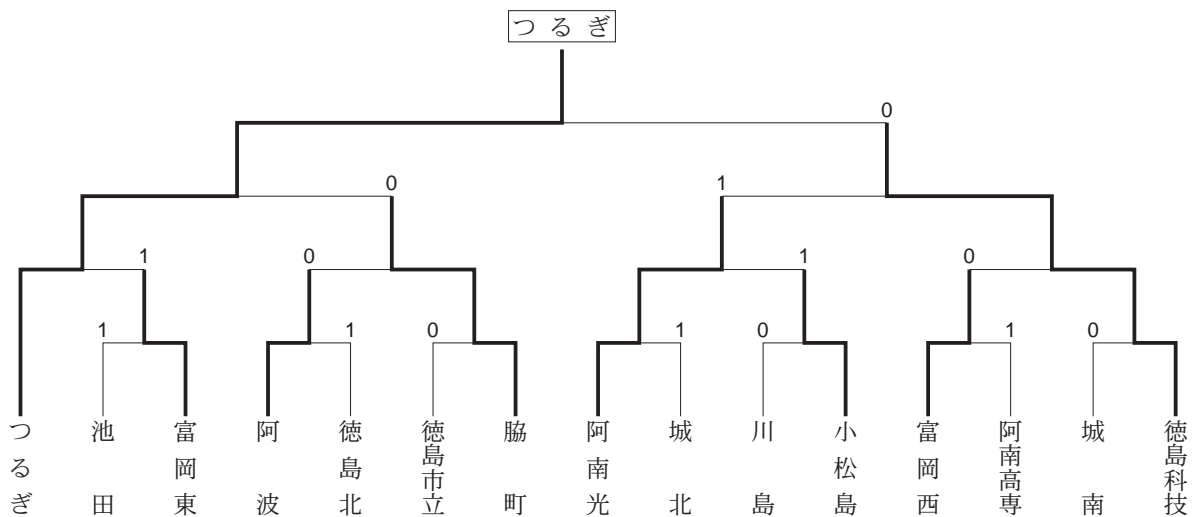 つるぎ
0
0
1
1
0
1
0
1
1
0
1
0
1
0
つるぎ
池田
富岡東
阿波
徳島北
徳島市立
脇町
阿南光
城北
川島
小松島
富岡西
阿南高専
城南
徳島科技